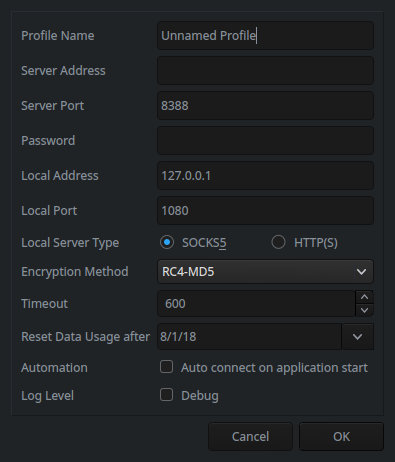 Profile Name Unnamed Profile
Server Address
Server Port 8388
Password
Local Address 127.0.0.1
Local Port 1080
Local Server Type SOCKS5 HTTP(S)
Encryption Method RC4-MD5
Timeout 600
Reset Data Usage after 8/1/18
Automation Auto connect on application start
Log Level Debug
Cancel OK